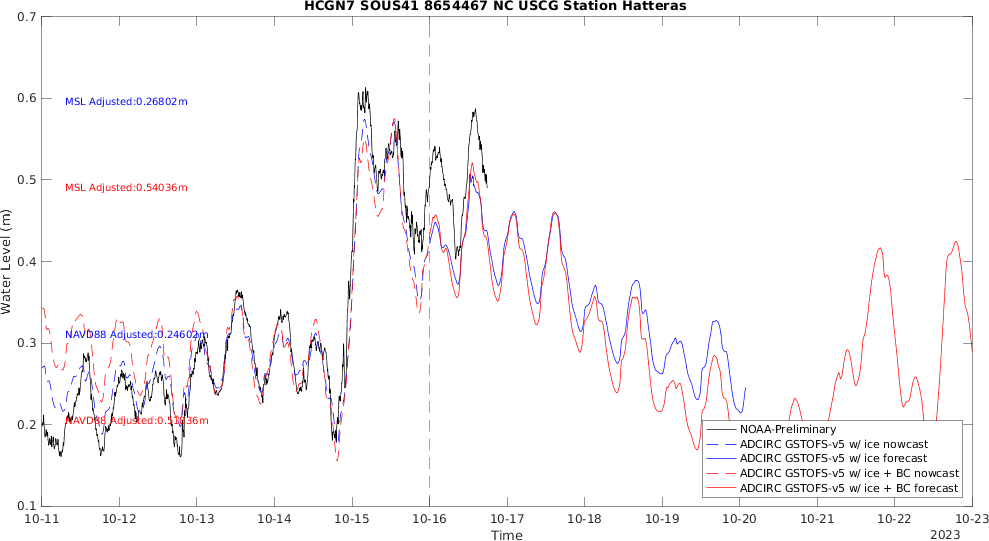 HCGN7 SOUS41 8654467 NC USCG Station Hatteras
0.7
0.6
0.5
0.4
0.3
0.2
0.1
Water Level (m)
MSL Adjusted:0.26802m
MSL Adjusted:0.54036m
NAVD88 Adjusted:0.24602m
NAVD88 Adjusted:0.51836m
NOAA-Preliminary
ADCIRC GSTOFS-v5 w/ ice nowcast
ADCIRC GSTOFS-v5 w/ ice forecast
ADCIRC GSTOFS-v5 w/ ice + BC nowcast
ADCIRC GSTOFS-v5 w/ ice + BC forecast
10-11 10-12 10-13 10-14 10-15 10-16 10-17 10-18 10-19 10-20 10-21 10-22 10-23
Time
2023